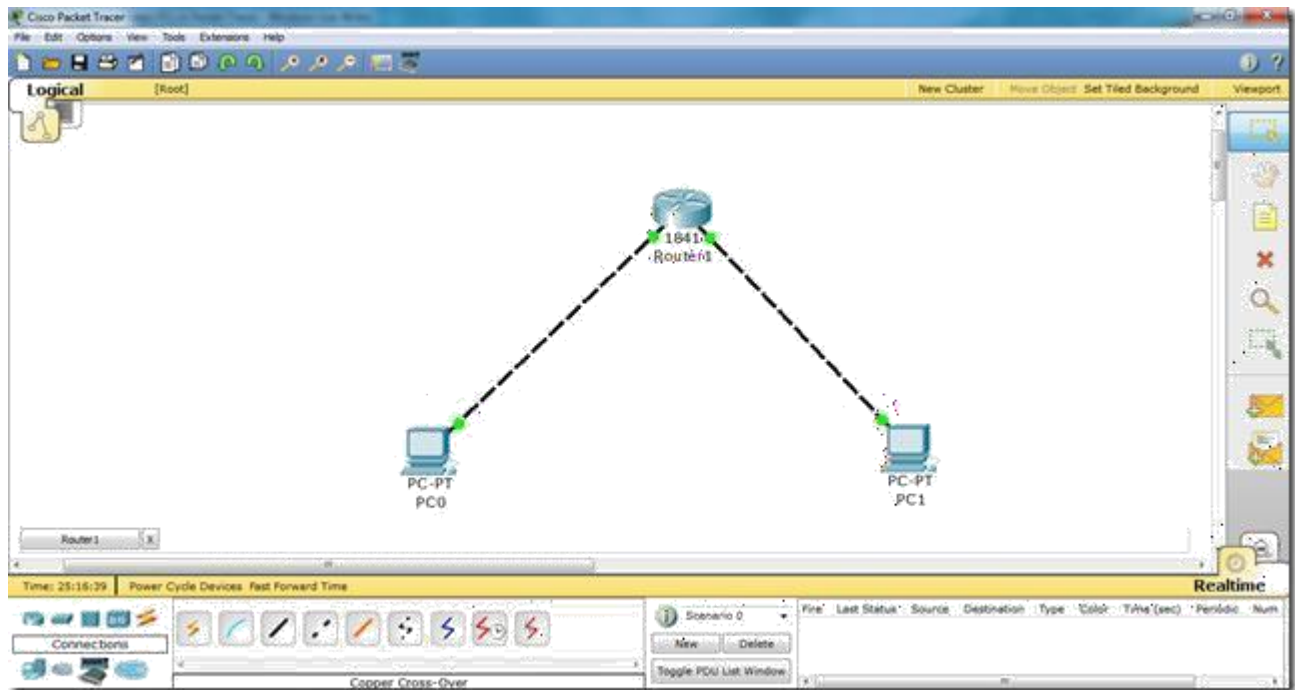 Cisco Packet Tracer
File Edit Options View Tools Extensions Help
Logical [Root] New Cluster Move Object Set Tiled Background Viewport
1841
Router1
PC-PT
PC0
PC-PT
PC1
Router1 X
Time: 25:16:39 Power Cycle Devices Fast Forward Time Realtime
Connections
Copper Cross-Over
Scenario 0
New Delete
Toggle PDU List Window
Fire Last Status Source Destination Type Color Time (sec) Periodic Num